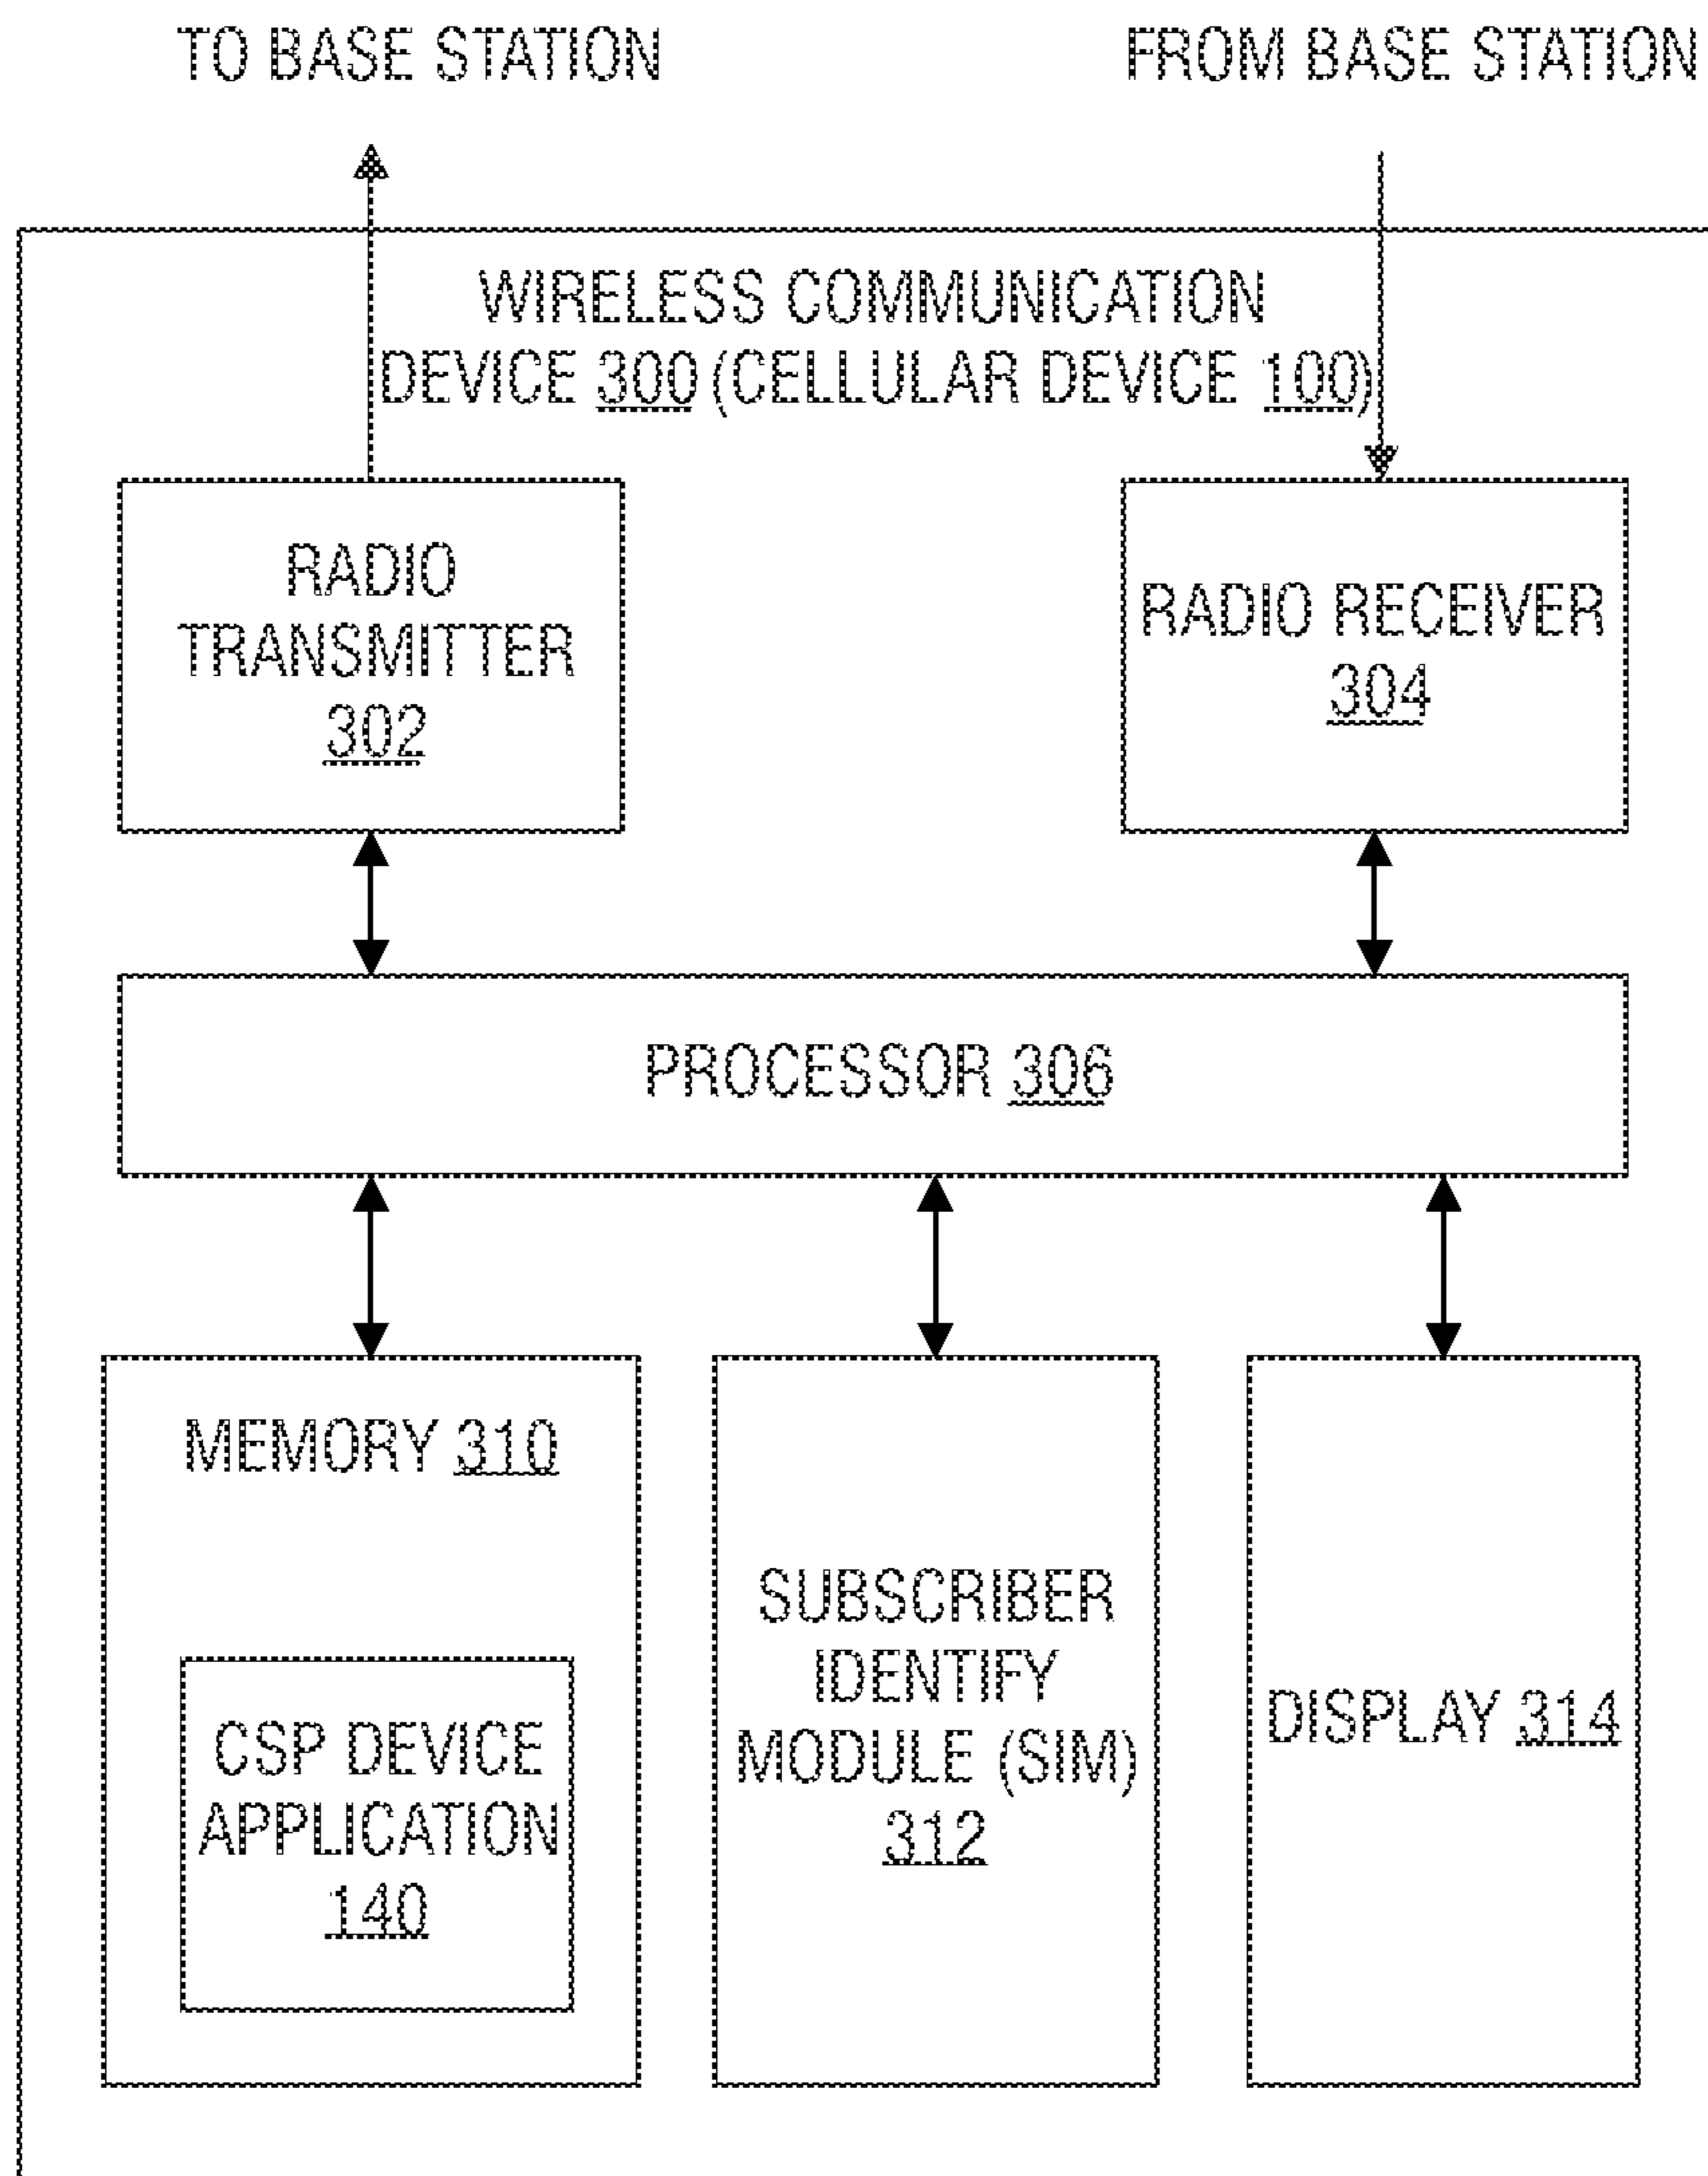 TO BASE STATION
FROM BASE STATION
WIRELESS COMMUNICATION
DEVICE 300 (CELLULAR DEVICE 100)
RADIO
TRANSMITTER
302
RADIO RECEIVER
304
PROCESSOR 306
MEMORY 310
CSP DEVICE
APPLICATION
140
SUBSCRIBER
IDENTIFY
MODULE (SIM)
312
DISPLAY 314